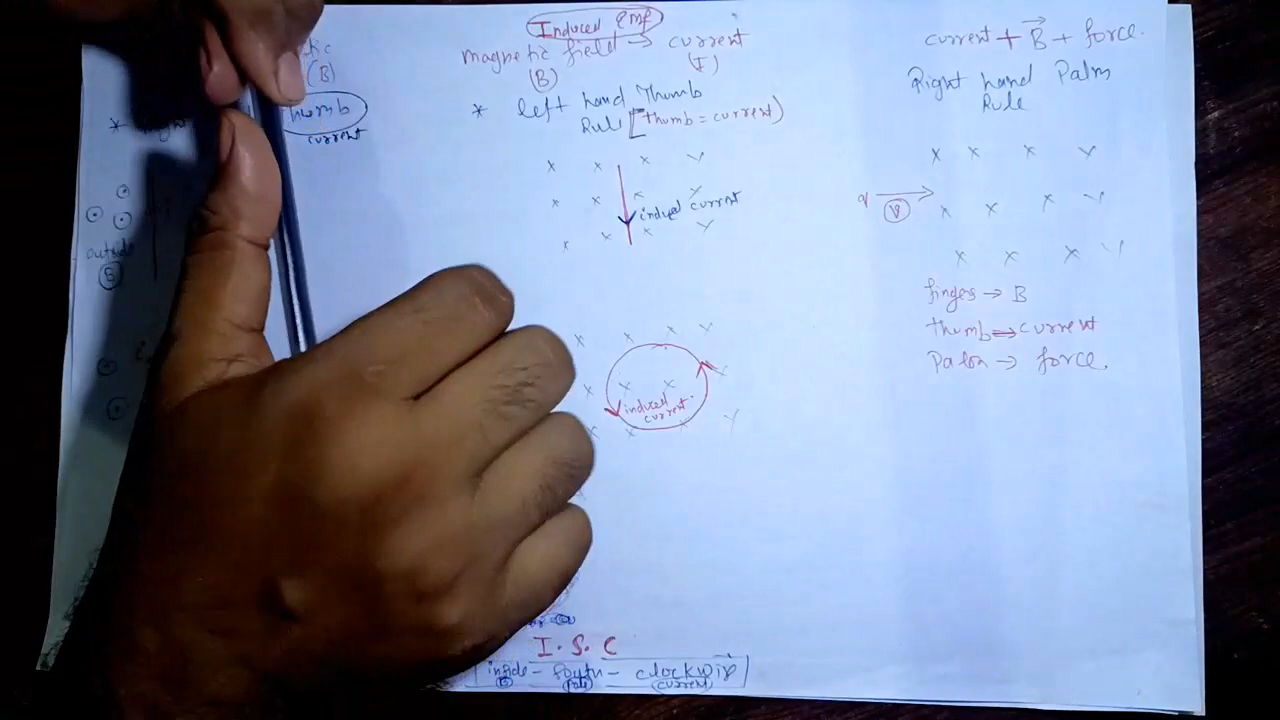 Induced emf
magnetic field → current
(B) (I)
* left hand Thumb
Rule [thumb = current)
induced current
induced
current
I. S. C
inside - South - clockwise
(B) (pole) (current)
(B)
humb
current
outside
(B)
current + B + force.
Right hand Palm
Rule
q → (V)
fingers → B
thumb ⇒ current
Palm → force.